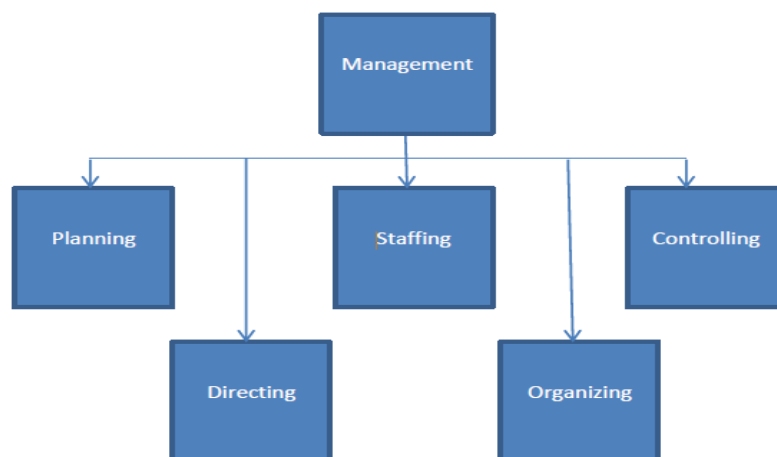 Management
Planning
Staffing
Controlling
Directing
Organizing